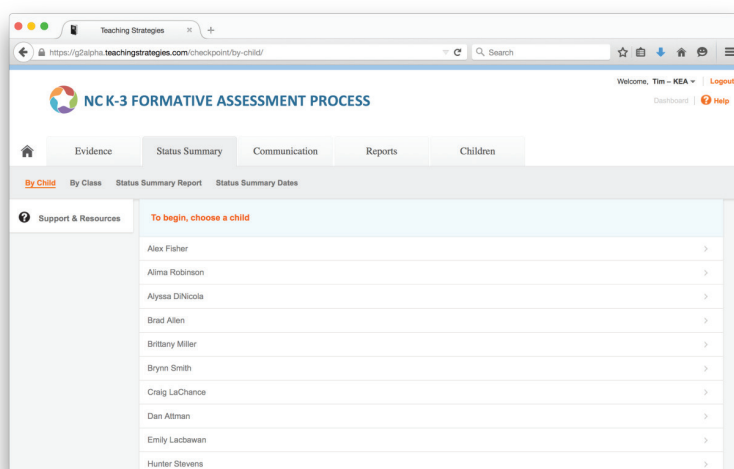 Teaching Strategies
https://g2alpha.teachingstrategies.com/checkpoint/by-child/
Search
Welcome, Tim – KEA
Logout
NC K-3 FORMATIVE ASSESSMENT PROCESS
Dashboard
Help
Evidence
Status Summary
Communication
Reports
Children
By Child
By Class
Status Summary Report
Status Summary Dates
Support & Resources
To begin, choose a child
Alex Fisher
Alima Robinson
Alyssa DiNicola
Brad Allen
Brittany Miller
Brynn Smith
Craig LaChance
Dan Attman
Emily Lacbawan
Hunter Stevens